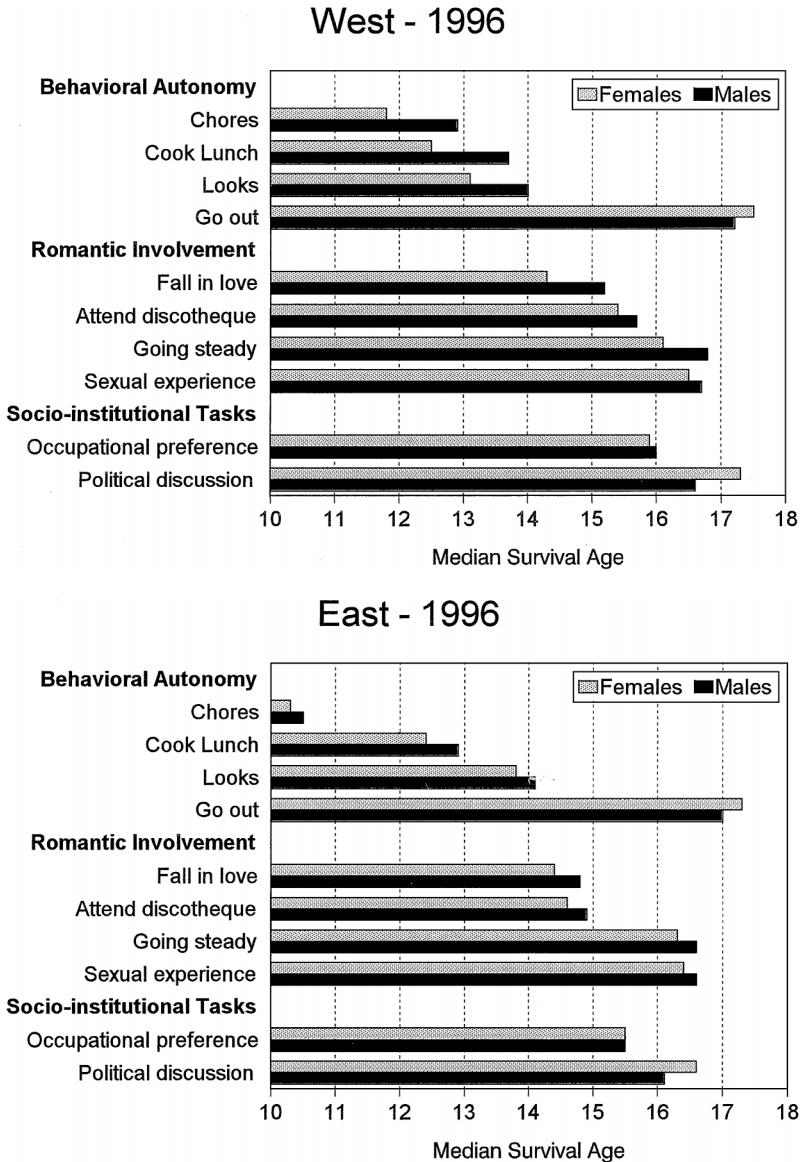 West - 1996
Females Males
Behavioral Autonomy
Chores
Cook Lunch
Looks
Go out
Romantic Involvement
Fall in love
Attend discotheque
Going steady
Sexual experience
Socio-institutional Tasks
Occupational preference
Political discussion
10 11 12 13 14 15 16 17 18
Median Survival Age
East - 1996
Females Males
Behavioral Autonomy
Chores
Cook Lunch
Looks
Go out
Romantic Involvement
Fall in love
Attend discotheque
Going steady
Sexual experience
Socio-institutional Tasks
Occupational preference
Political discussion
10 11 12 13 14 15 16 17 18
Median Survival Age